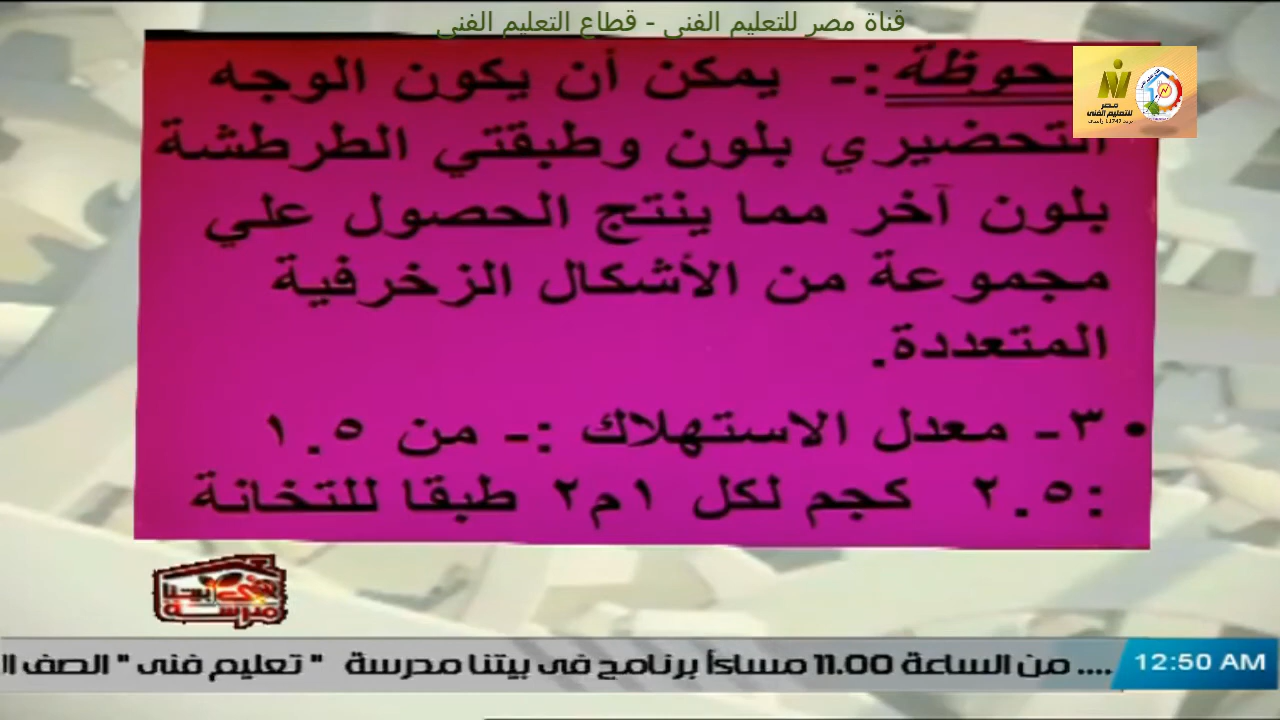 قناة مصر للتعليم الفنى - قطاع التعليم الفنى
:- يمكن أن يكون الوجه
التحضيري بلون وطبقتي الطرطشة
بلون آخر مما ينتج الحصول علي
مجموعة من الأشكال الزخرفية
المتعددة.
• ٣- معدل الاستهلاك :- من ١.٥
:٢.٥ كجم لكل ١م٢ طبقا للتخانة
مصر
للتعليم الفنى
فى بيتنا
مدرسة
12:50 AM
.... من الساعة 11.00 مساءاً برنامج فى بيتنا مدرسة " تعليم فنى " الصف